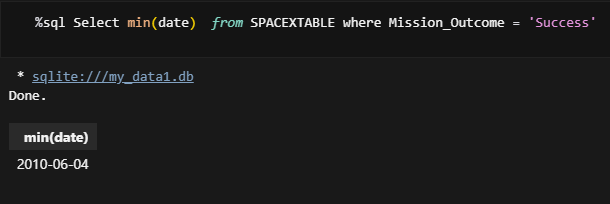 %sql Select min(date) from SPACEXTABLE where Mission_Outcome = 'Success'
* sqlite:///my_data1.db
Done.
min(date)
2010-06-04